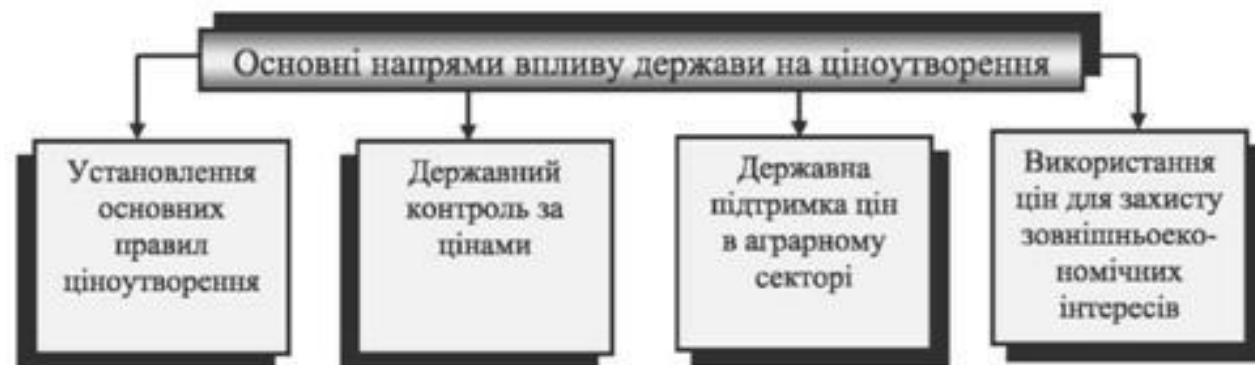 Основні напрями впливу держави на ціноутворення
Установлення
основних
правил
ціноутворення
Державний
контроль за
цінами
Державна
підтримка цін
в аграрному
секторі
Використання
цін для захисту
зовнішньоеко-
номічних
інтересів